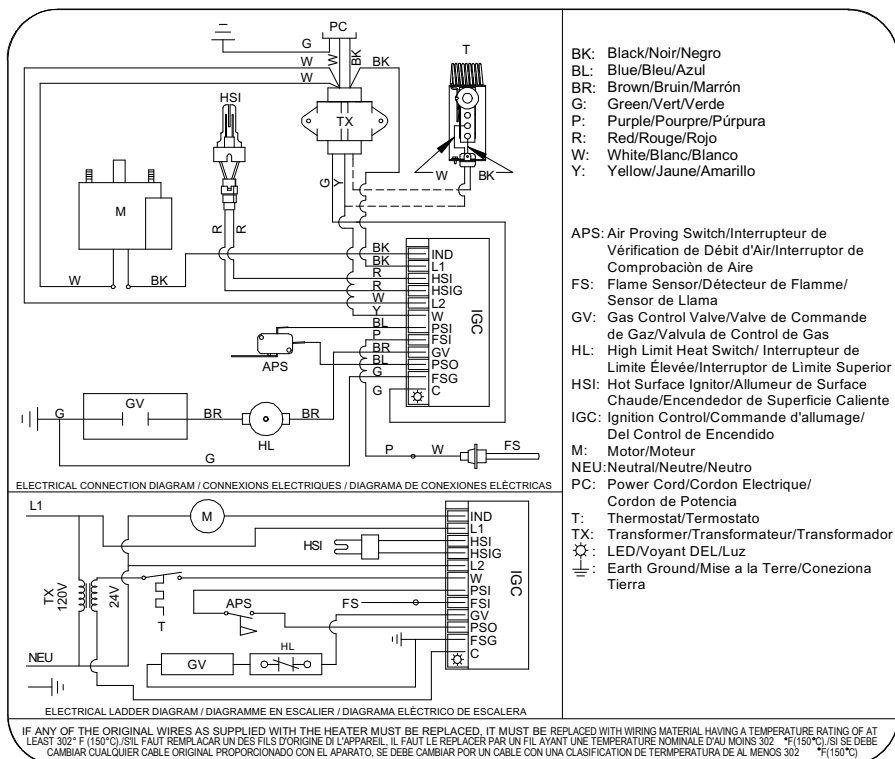 PC
G
W
BK
W
W
BK
T
HSI
TX
M
R
R
G
Y
W
BK
W
BK
BK
IND
BK
L1
R
HSI
R
HSIG
W
L2
Y
W
BL
PSI
P
FSI
BR
GV
BL
PSO
G
FSG
G
C
IGC
APS
GV
G
BR
BR
HL
G
P
W
FS
ELECTRICAL CONNECTION DIAGRAM / CONNEXIONS ELECTRIQUES / DIAGRAMA DE CONEXIONES ELÈCTRICAS
L1
M
IND
L1
HSI
HSI
HSIG
L2
W
PSI
FSI
GV
PSO
FSG
C
IGC
TX
120V
24V
T
APS
FS
HL
GV
NEU
ELECTRICAL LADDER DIAGRAM / DIAGRAMME EN ESCALIER / DIAGRAMA ELÈCTRICO DE ESCALERA
BK: Black/Noir/Negro
BL: Blue/Bleu/Azul
BR: Brown/Bruin/Marrón
G: Green/Vert/Verde
P: Purple/Pourpre/Púrpura
R: Red/Rouge/Rojo
W: White/Blanc/Blanco
Y: Yellow/Jaune/Amarillo
APS: Air Proving Switch/Interrupteur de
Vérification de Débit d'Air/Interruptor de
Comprobaciòn de Aire
FS: Flame Sensor/Détecteur de Flamme/
Sensor de Llama
GV: Gas Control Valve/Valve de Commande
de Gaz/Valvula de Control de Gas
HL: High Limit Heat Switch/ Interrupteur de
Limite Élevée/Interruptor de Lìmite Superior
HSI: Hot Surface Ignitor/Allumeur de Surface
Chaude/Encendedor de Superficie Caliente
IGC: Ignition Control/Commande d'allumage/
Del Control de Encendido
M: Motor/Moteur
NEU:Neutral/Neutre/Neutro
PC: Power Cord/Cordon Electrique/
Cordon de Potencia
T: Thermostat/Termostato
TX: Transformer/Transformateur/Transformador
: LED/Voyant DEL/Luz
: Earth Ground/Mise a la Terre/Coneziona
Tierra
IF ANY OF THE ORIGINAL WIRES AS SUPPLIED WITH THE HEATER MUST BE REPLACED, IT MUST BE REPLACED WITH WIRING MATERIAL HAVING A TEMPERATURE RATING OF AT
LEAST 302° F (150°C)./S'IL FAUT REMPLACAR UN DES FILS D'ORIGINE DI L'APPAREIL, IL FAUT LE REPLACER PAR UN FIL AYANT UNE TEMPERATURE NOMINALE D'AU MOINS 302 °F(150°C)./SI SE DEBE
CAMBIAR CUALQUIER CABLE ORIGINAL PROPORCIONADO CON EL APARATO, SE DEBE CAMBIAR POR UN CABLE CON UNA CLASIFICATION DE TERMPERATURA DE AL MENOS 302 °F(150°C)